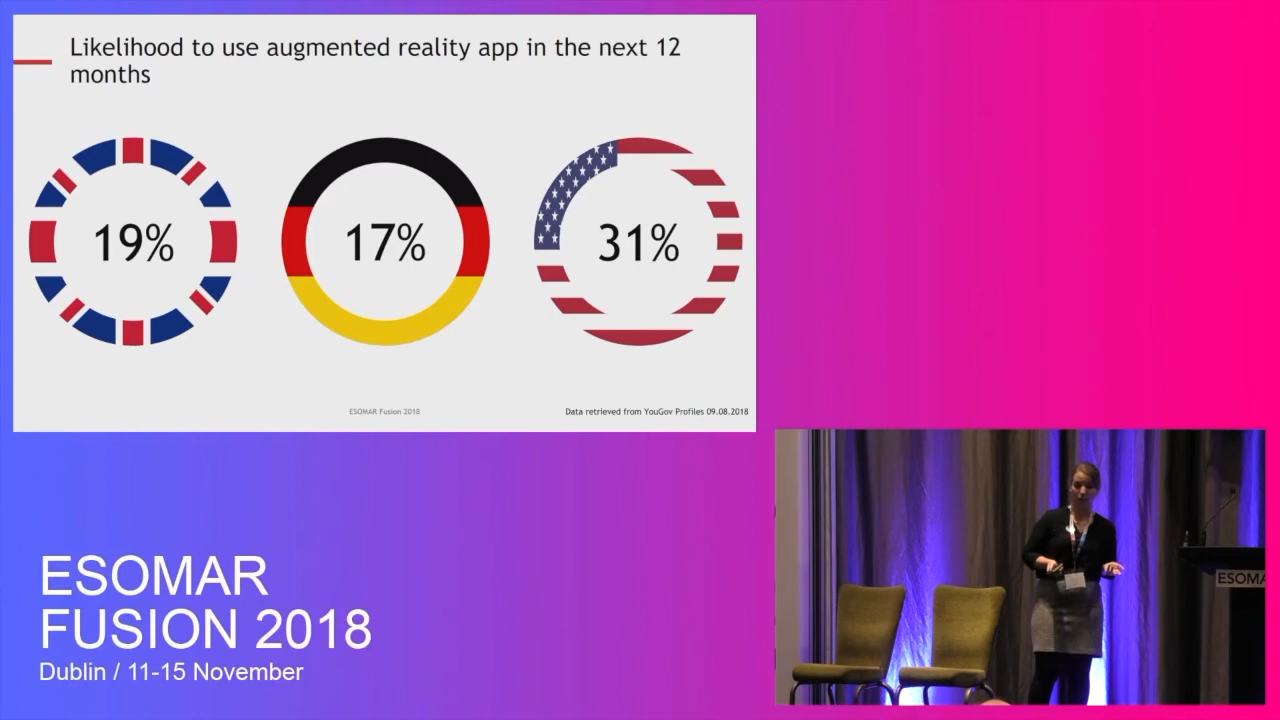 Likelihood to use augmented reality app in the next 12
months
19%
17%
31%
ESOMAR Fusion 2018
Data retrieved from YouGov Profiles 09.08.2018
ESOMAR
FUSION 2018
Dublin / 11-15 November
ESOMA